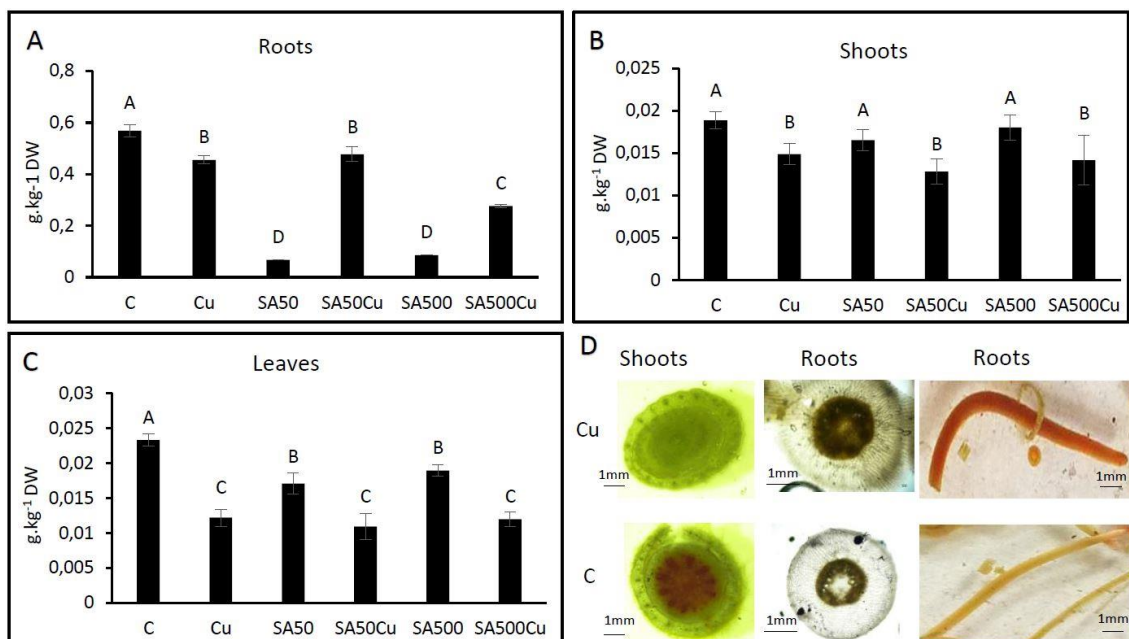 A
Roots
g.kg-1 DW
0,8
0,6
0,4
0,2
0
A
B
D
B
D
C
C Cu SA50 SA50Cu SA500 SA500Cu
B
Shoots
g.kg⁻¹ DW
0,025
0,02
0,015
0,01
0,005
0
A
B
A
B
A
B
C Cu SA50 SA50Cu SA500 SA500Cu
C
Leaves
g.kg⁻¹ DW
0,03
0,025
0,02
0,015
0,01
0,005
0
A
C
B
C
B
C
C Cu SA50 SA50Cu SA500 SA500Cu
D
Shoots Roots Roots
Cu
1mm 1mm 1mm
C
1mm 1mm 1mm